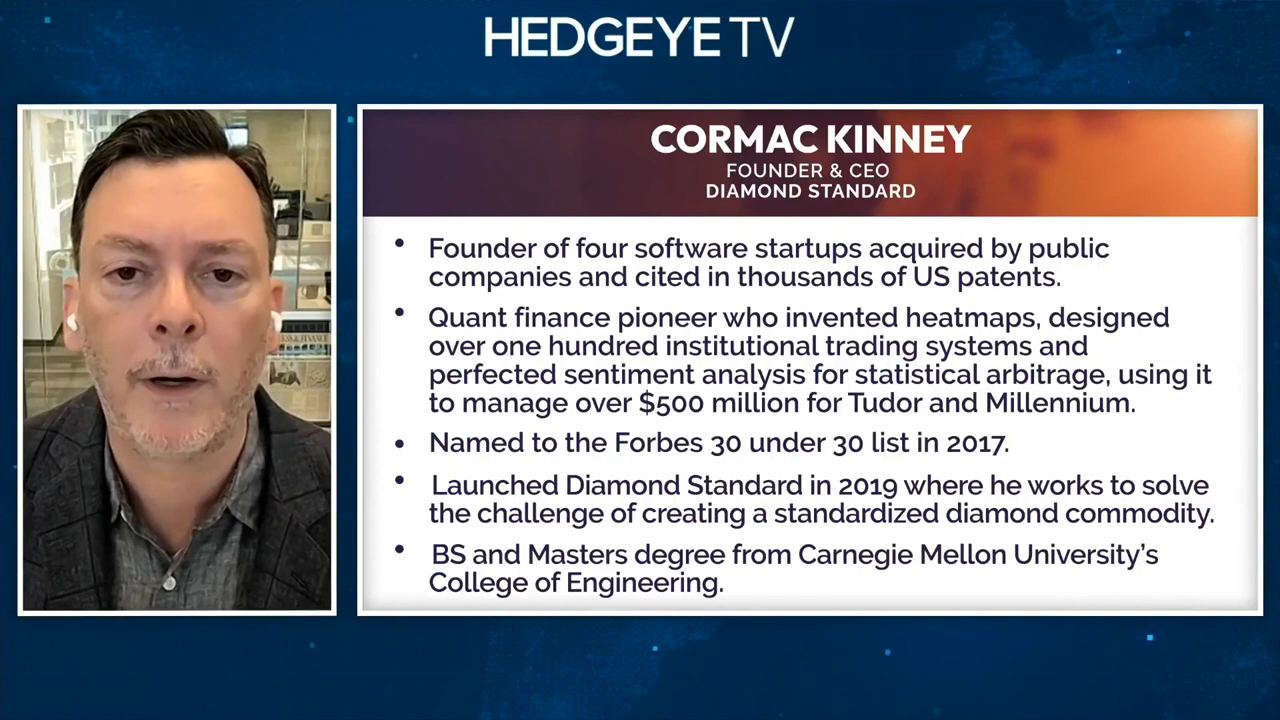 HEDGEYE TV
CORMAC KINNEY
FOUNDER & CEO
DIAMOND STANDARD
• Founder of four software startups acquired by public
companies and cited in thousands of US patents.
• Quant finance pioneer who invented heatmaps, designed
over one hundred institutional trading systems and
perfected sentiment analysis for statistical arbitrage, using it
to manage over $500 million for Tudor and Millennium.
• Named to the Forbes 30 under 30 list in 2017.
• Launched Diamond Standard in 2019 where he works to solve
the challenge of creating a standardized diamond commodity.
• BS and Masters degree from Carnegie Mellon University’s
College of Engineering.